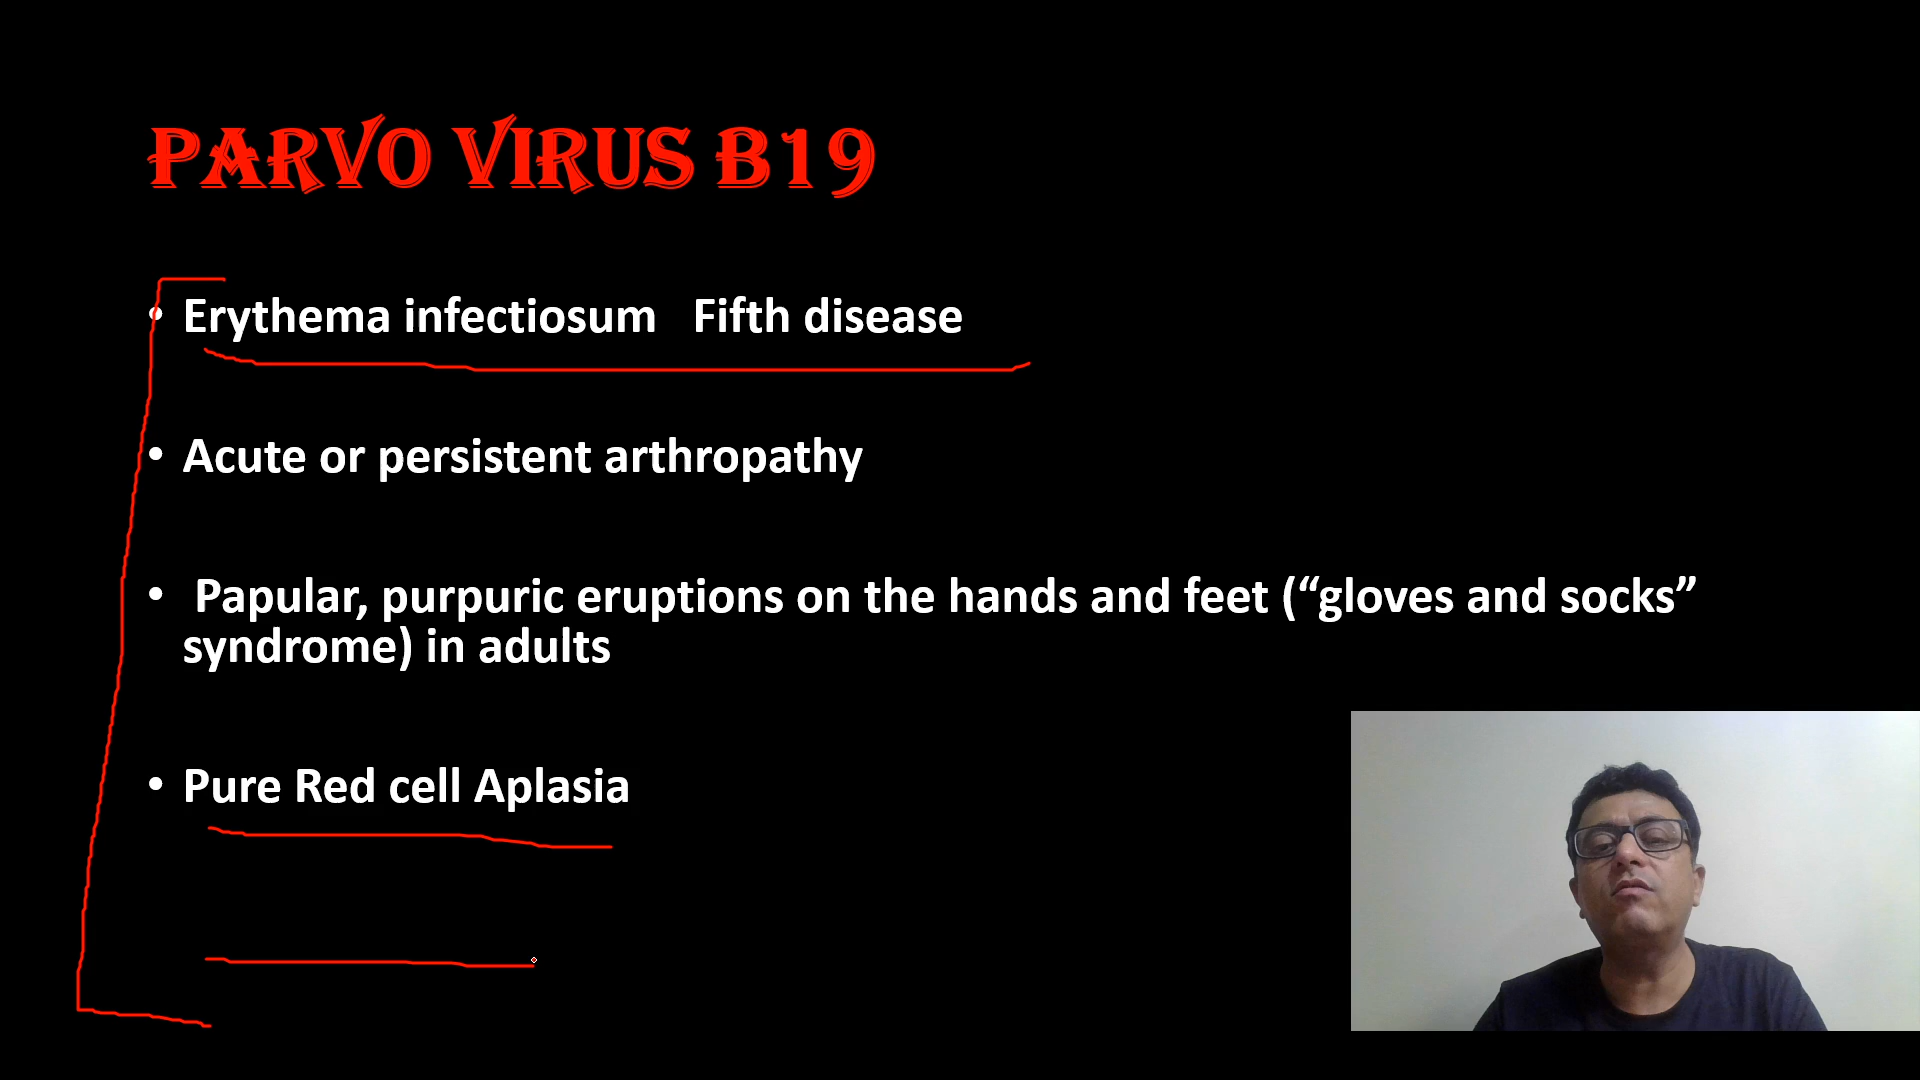 PARVO VIRUS B19
• Erythema infectiosum   Fifth disease
• Acute or persistent arthropathy
• Papular, purpuric eruptions on the hands and feet (“gloves and socks”
syndrome) in adults
• Pure Red cell Aplasia